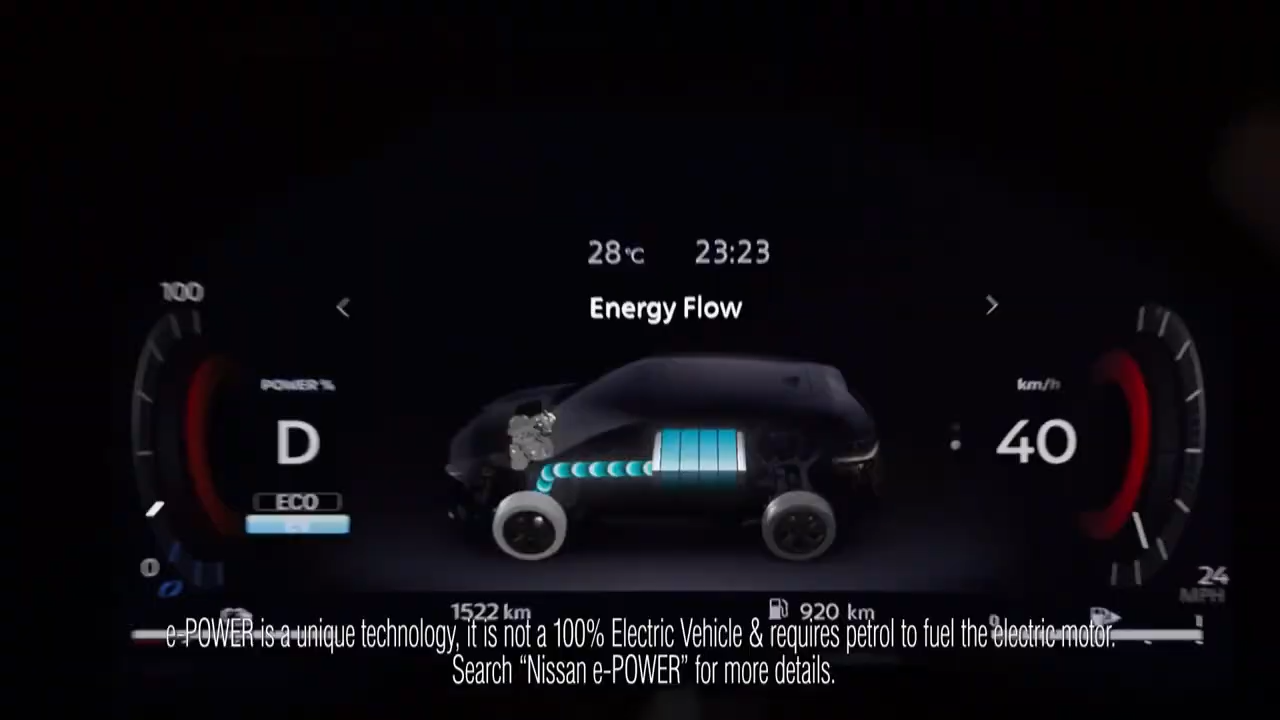 28°C 23:23
Energy Flow
100
POWER %
km/h
D
40
ECO
0
24
MPH
1522 km
920 km
0
1
e-POWER is a unique technology, it is not a 100% Electric Vehicle & requires petrol to fuel the electric motor.
Search “Nissan e-POWER” for more details.